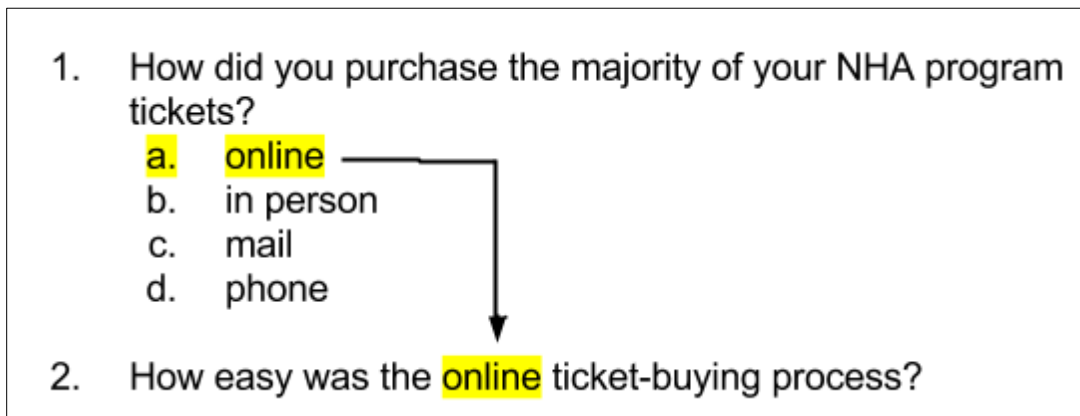 1. How did you purchase the majority of your NHA program
tickets?
a. online
b. in person
c. mail
d. phone
2. How easy was the online ticket-buying process?